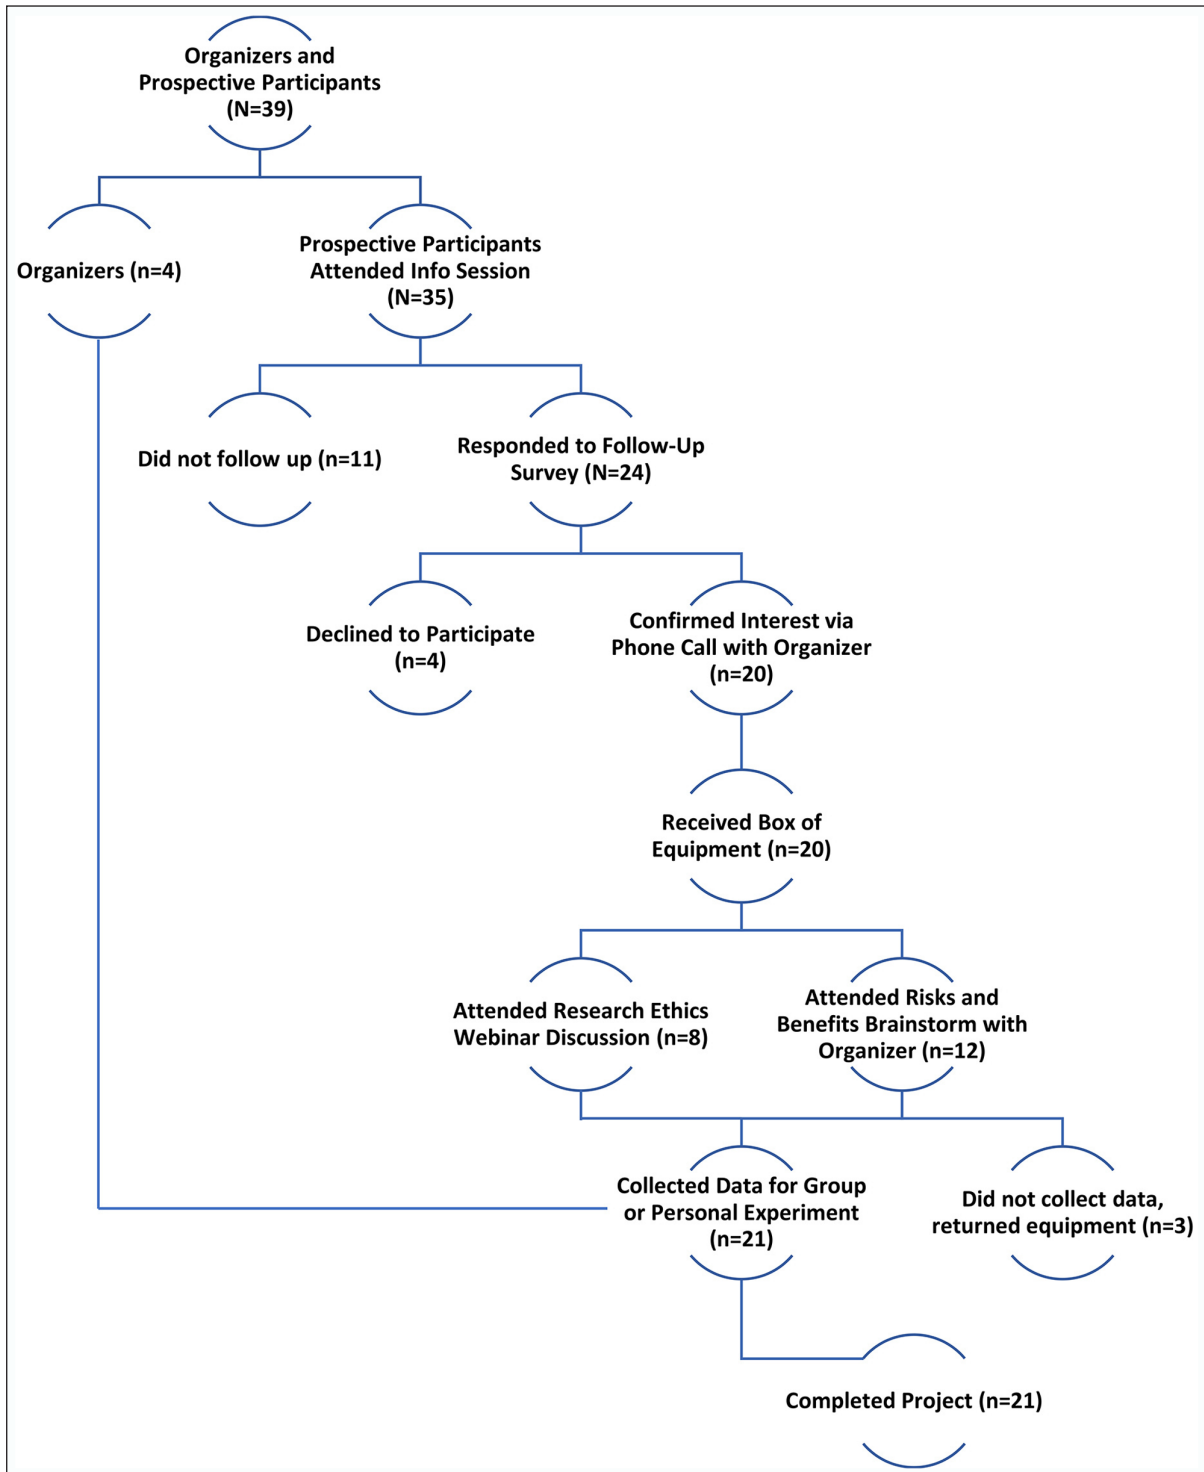 Organizers and
Prospective Participants
(N=39)
Organizers (n=4)
Prospective Participants
Attended Info Session
(N=35)
Did not follow up (n=11)
Responded to Follow-Up
Survey (N=24)
Declined to Participate
(n=4)
Confirmed Interest via
Phone Call with Organizer
(n=20)
Received Box of
Equipment (n=20)
Attended Research Ethics
Webinar Discussion (n=8)
Attended Risks and
Benefits Brainstorm with
Organizer (n=12)
Collected Data for Group
or Personal Experiment
(n=21)
Did not collect data,
returned equipment (n=3)
Completed Project (n=21)